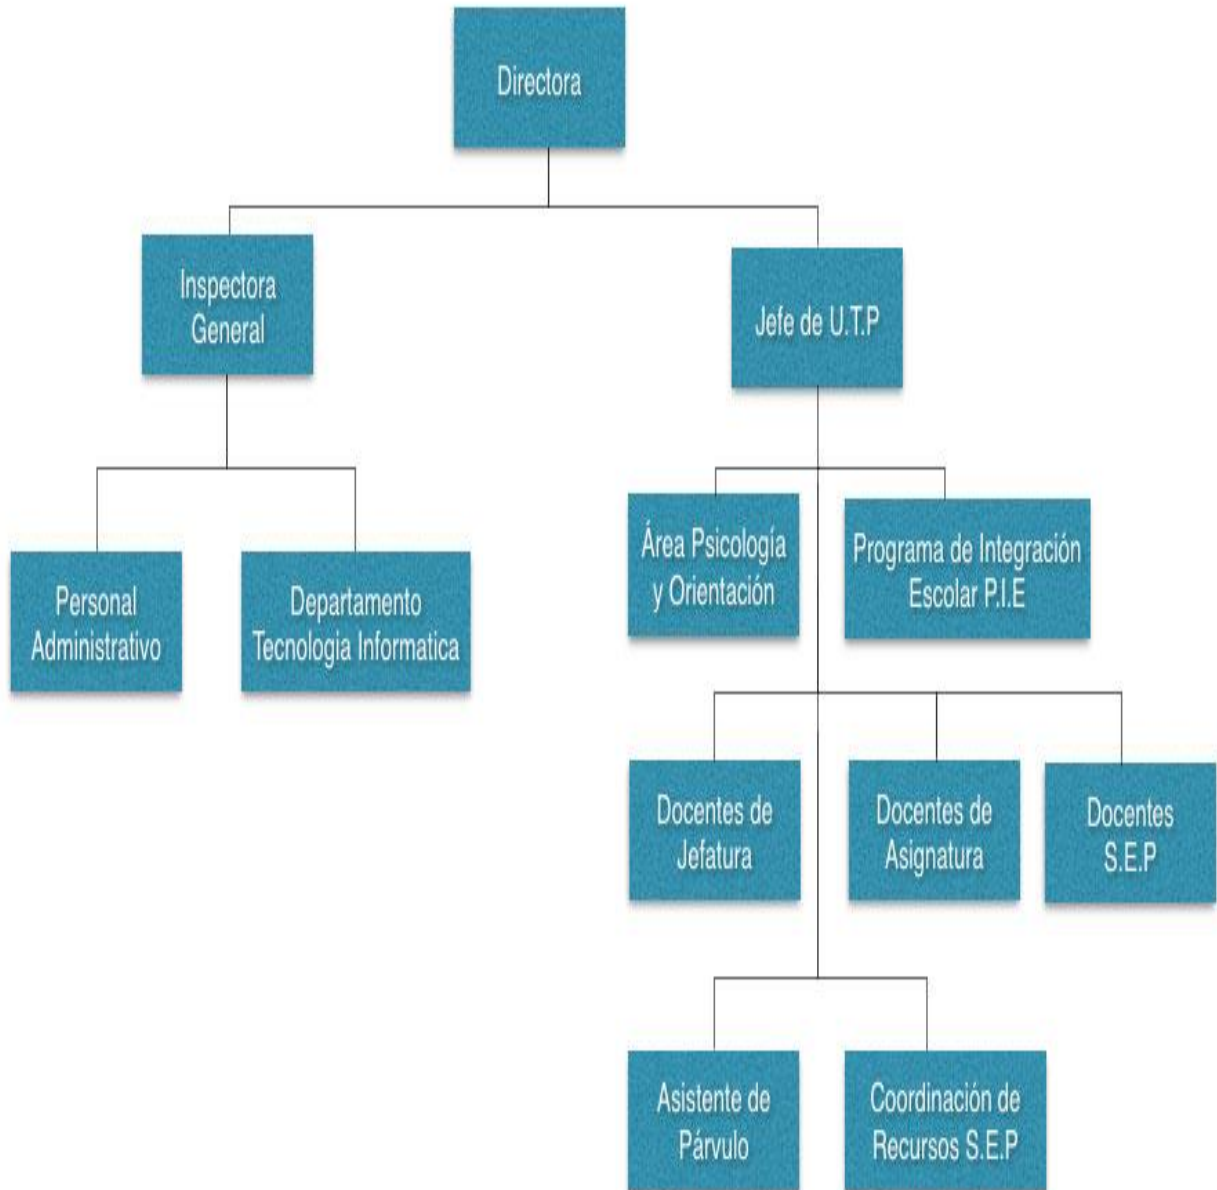 Directora
Inspectora
General
Jefe de U.T.P
Área Psicología
y Orientación
Programa de Integración
Escolar P.I.E
Personal
Administrativo
Departamento
Tecnologia Informatica
Docentes de
Jefatura
Docentes de
Asignatura
Docentes
S.E.P
Asistente de
Párvulo
Coordinación de
Recursos S.E.P